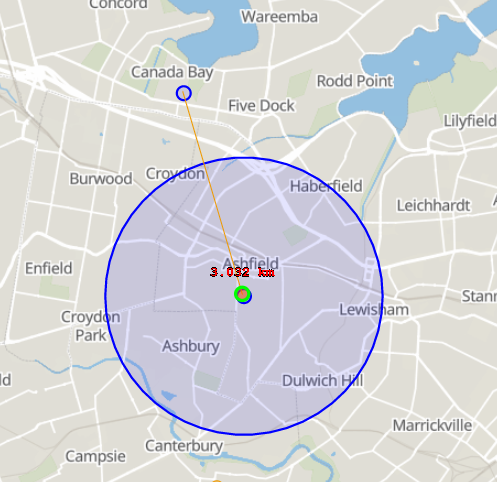 Concord
Wareemba
Canada Bay
Rodd Point
Five Dock
Lilyfield
Croydon
Burwood
Haberfield
Leichhardt
Ashfield
3.032 km
Enfield
Stann
Lewisham
Croydon
Park
Ashbury
Dulwich Hill
Marrickville
Canterbury
Campsie